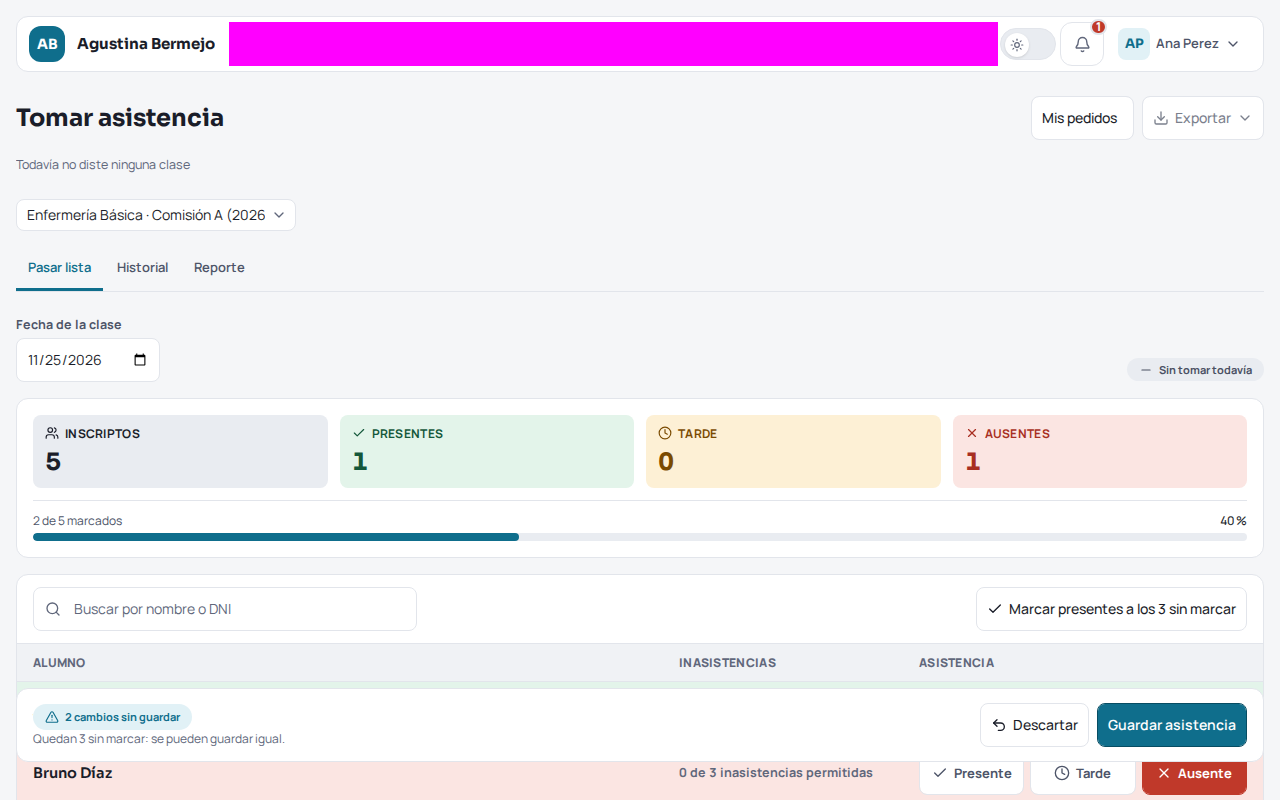 AB
Agustina Bermejo
1
AP
Ana Perez
Tomar asistencia
Mis pedidos
Exportar
Todavía no diste ninguna clase
Enfermería Básica · Comisión A (2026
Pasar lista
Historial
Reporte
Fecha de la clase
11/25/2026
Sin tomar todavía
INSCRIPTOS
5
PRESENTES
1
TARDE
0
AUSENTES
1
2 de 5 marcados
40 %
Buscar por nombre o DNI
Marcar presentes a los 3 sin marcar
ALUMNO
INASISTENCIAS
ASISTENCIA
2 cambios sin guardar
Quedan 3 sin marcar: se pueden guardar igual.
Descartar
Guardar asistencia
Bruno Díaz
0 de 3 inasistencias permitidas
Presente
Tarde
Ausente